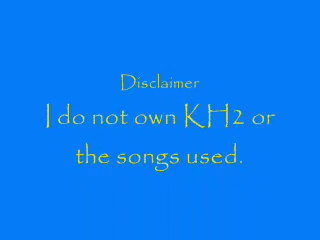 Disclaimer
I do not own KH2 or
the songs used.